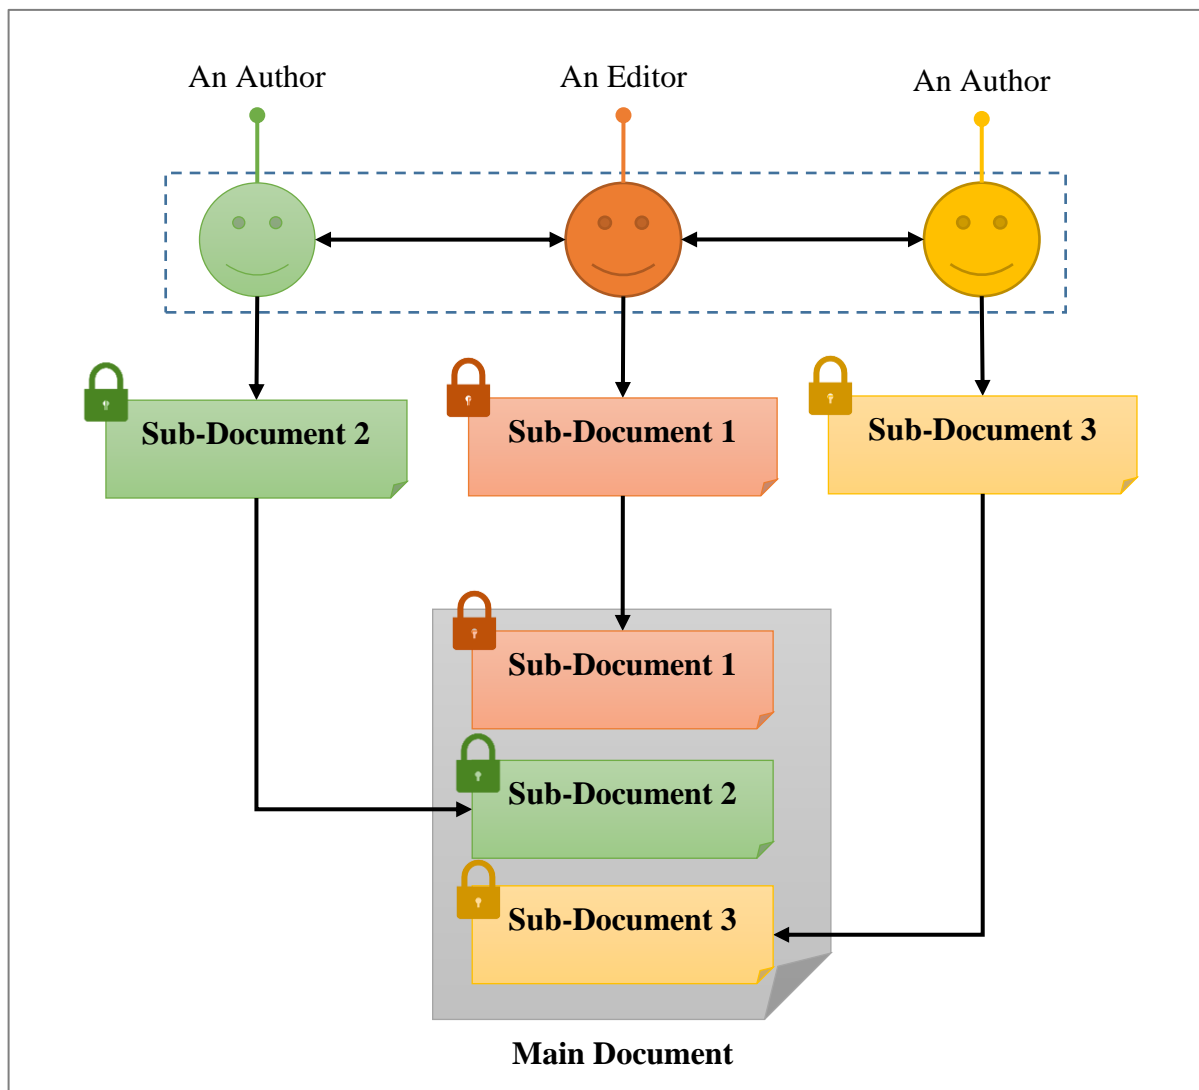 An Author
An Editor
An Author
Sub-Document 2
Sub-Document 1
Sub-Document 3
Sub-Document 1
Sub-Document 2
Sub-Document 3
Main Document